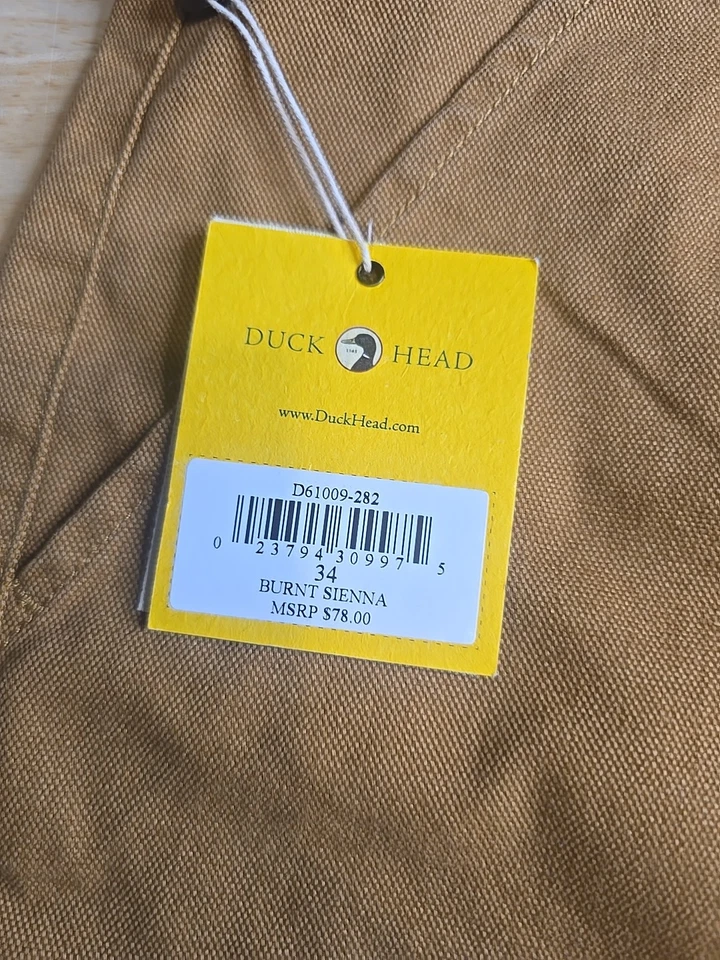 DUCK HEAD
www.DuckHead.com
D61009-282
0 23794 30997 5
34
BURNT SIENNA
MSRP $78.00